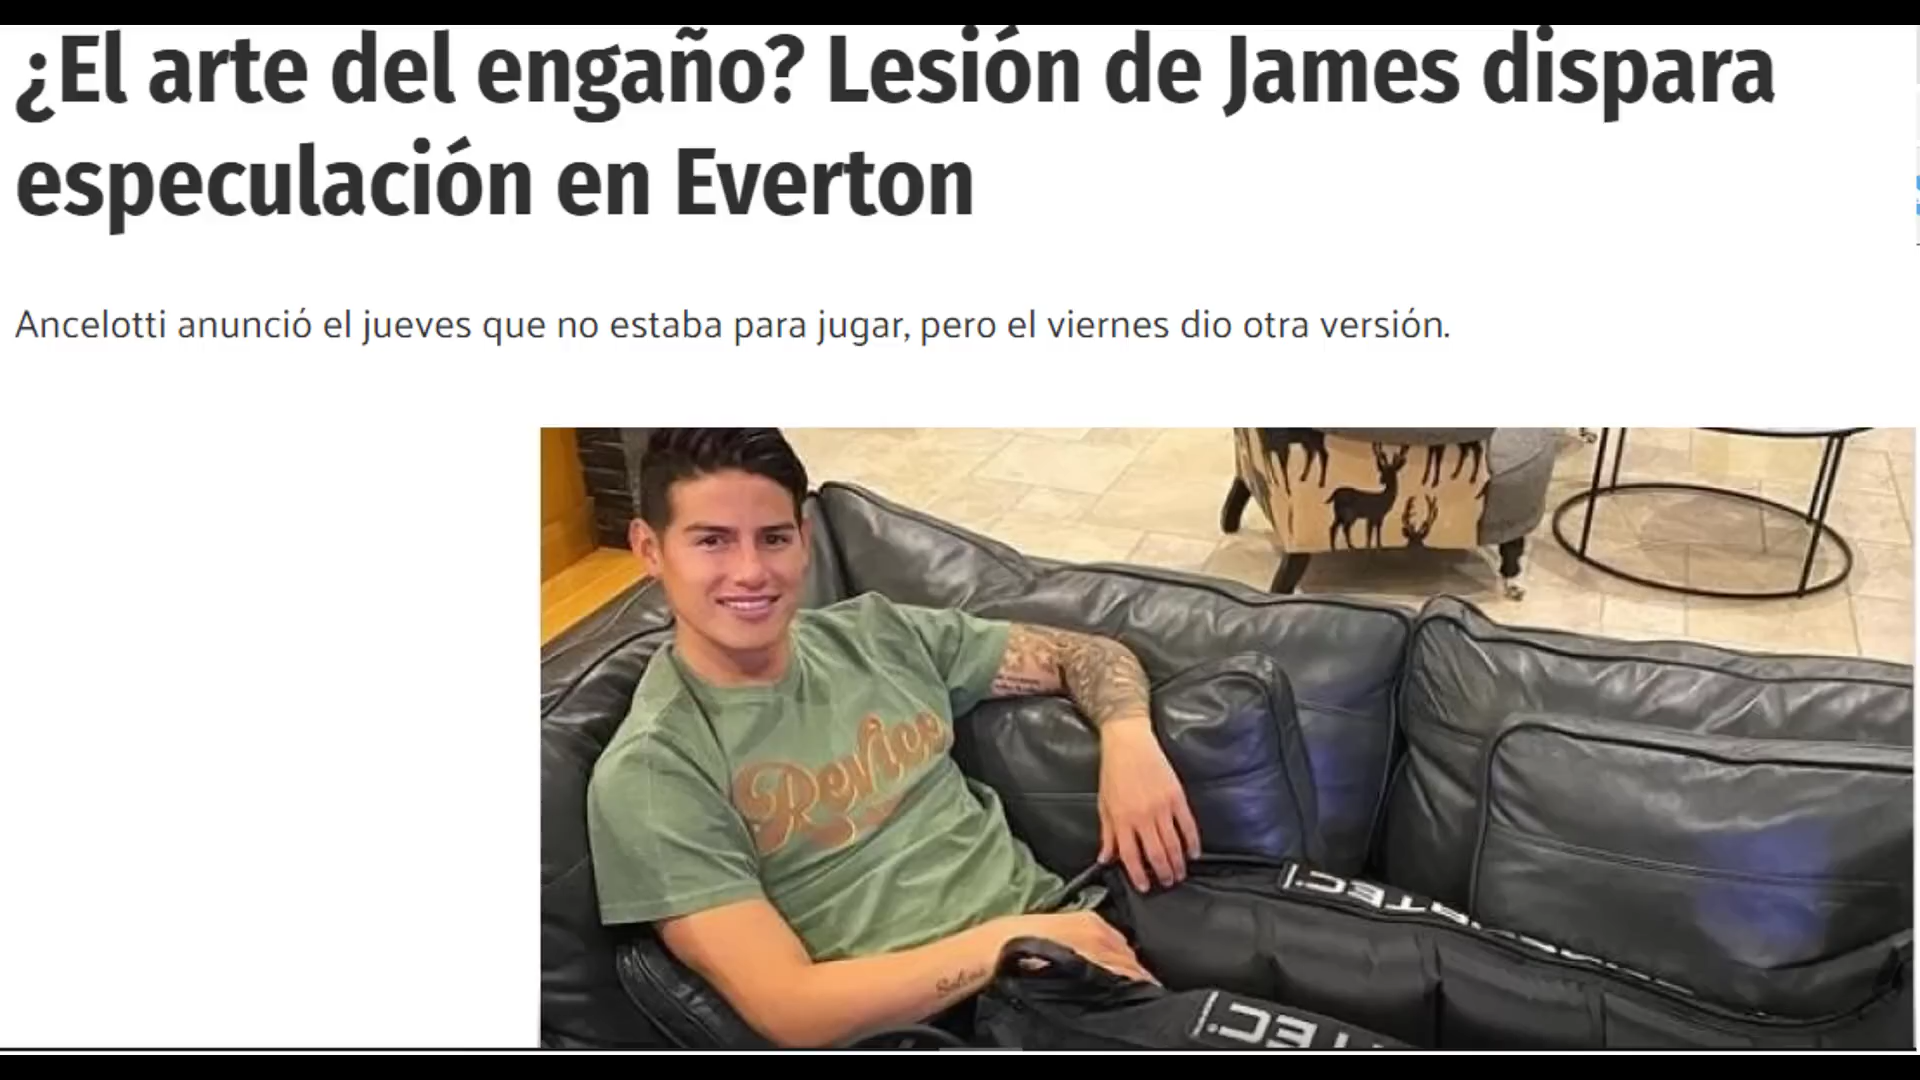 ¿El arte del engaño? Lesión de James dispara
especulación en Everton
Ancelotti anunció el jueves que no estaba para jugar, pero el viernes dio otra versión.